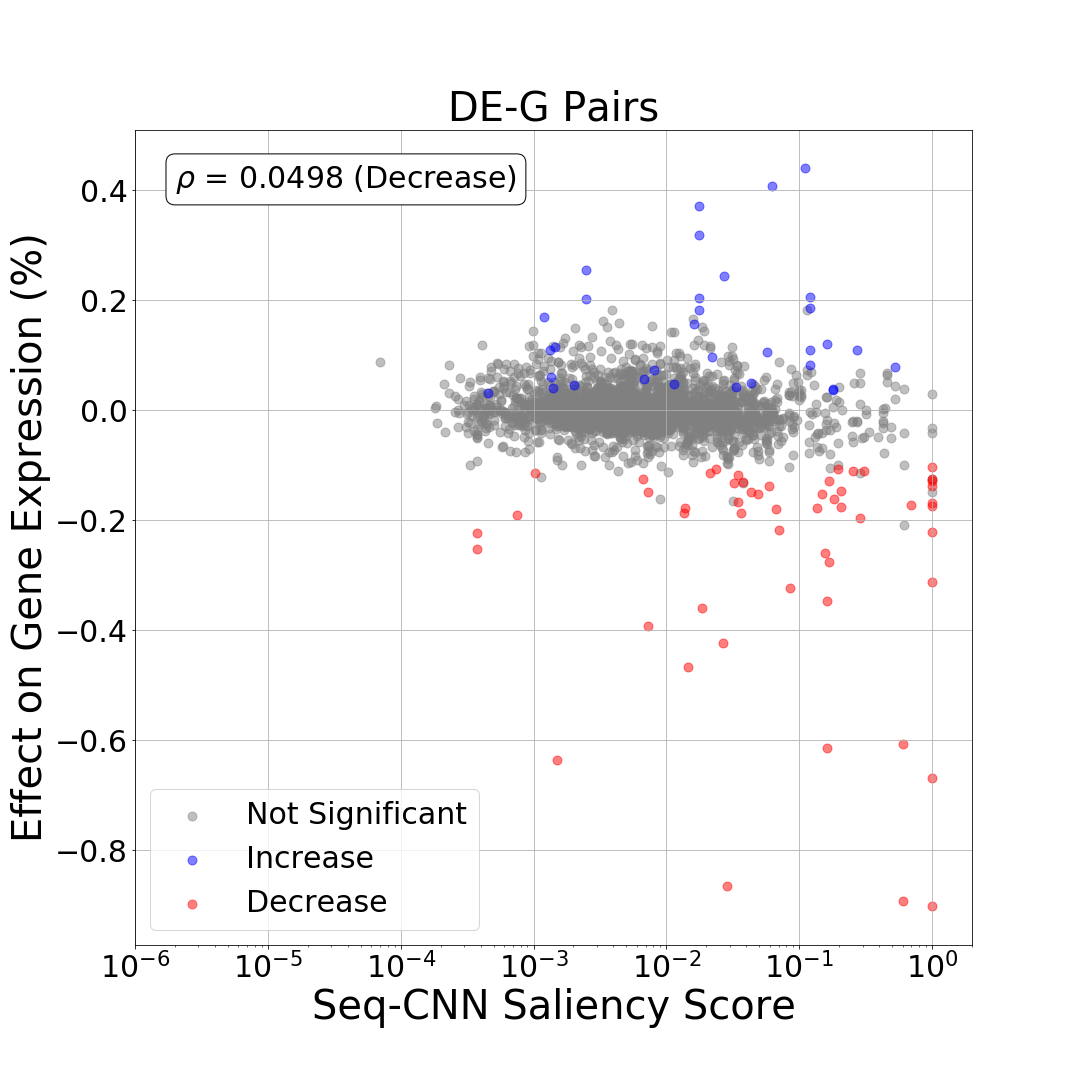 DE-G Pairs
ρ = 0.0498 (Decrease)
Effect on Gene Expression (%)
0.4
0.2
0.0
−0.2
−0.4
−0.6
−0.8
Not Significant
Increase
Decrease
10⁻⁶ 10⁻⁵ 10⁻⁴ 10⁻³ 10⁻² 10⁻¹ 10⁰
Seq-CNN Saliency Score